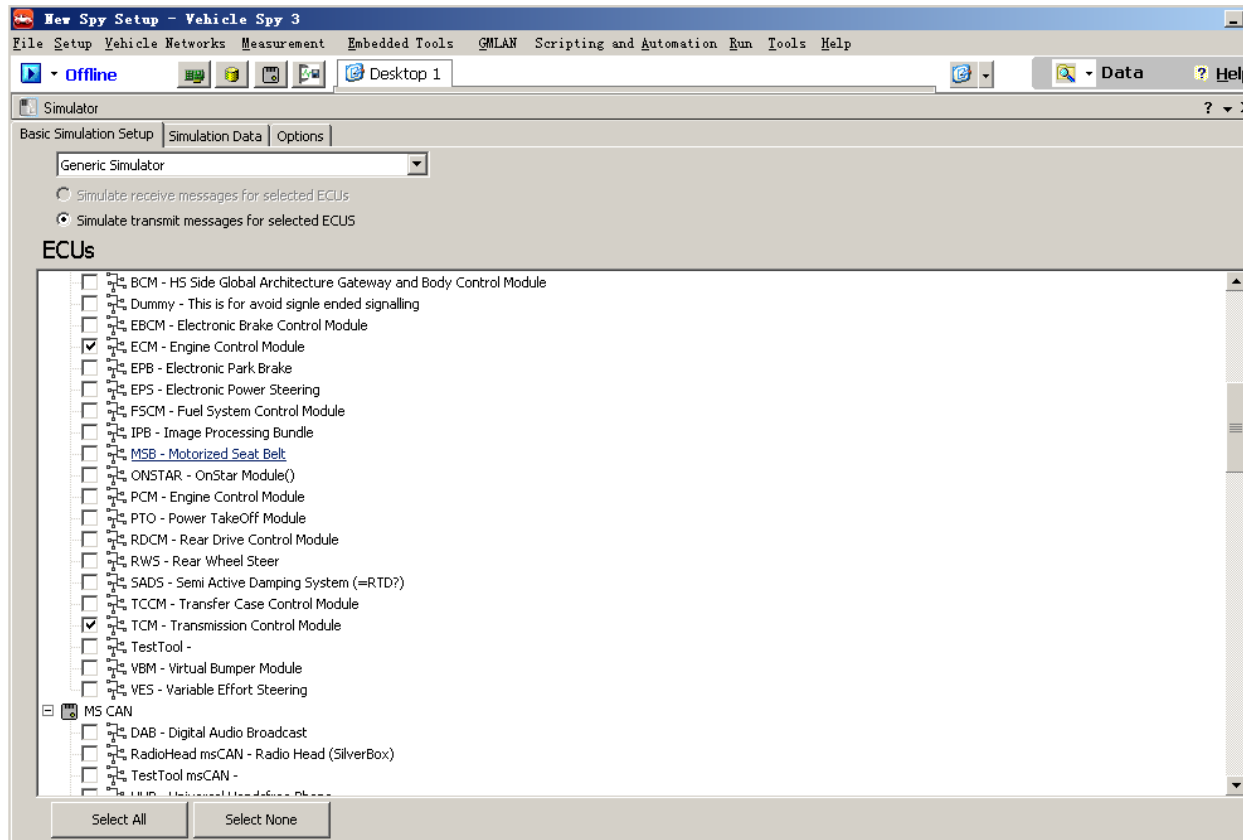 New Spy Setup - Vehicle Spy 3
File Setup Vehicle Networks Measurement Embedded Tools GMLAN Scripting and Automation Run Tools Help
Offline Desktop 1 Data ? Help
Simulator ?
Basic Simulation Setup Simulation Data Options
Generic Simulator
Simulate receive messages for selected ECUs
Simulate transmit messages for selected ECUS
ECUs
BCM - HS Side Global Architecture Gateway and Body Control Module
Dummy - This is for avoid signle ended signalling
EBCM - Electronic Brake Control Module
ECM - Engine Control Module
EPB - Electronic Park Brake
EPS - Electronic Power Steering
FSCM - Fuel System Control Module
IPB - Image Processing Bundle
MSB - Motorized Seat Belt
ONSTAR - OnStar Module()
PCM - Engine Control Module
PTO - Power TakeOff Module
RDCM - Rear Drive Control Module
RWS - Rear Wheel Steer
SADS - Semi Active Damping System (=RTD?)
TCCM - Transfer Case Control Module
TCM - Transmission Control Module
TestTool -
VBM - Virtual Bumper Module
VES - Variable Effort Steering
MS CAN
DAB - Digital Audio Broadcast
RadioHead msCAN - Radio Head (SilverBox)
TestTool msCAN -
Select All Select None